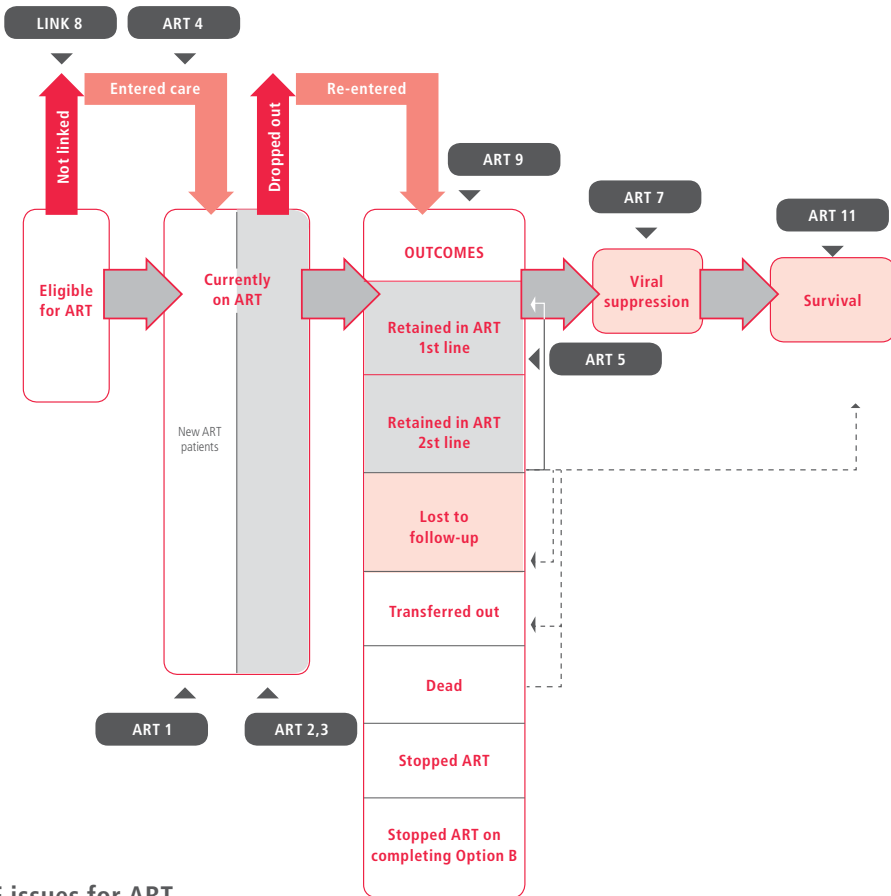 LINK 8
ART 4
Entered care
Re-entered
Not linked
Dropped out
ART 9
ART 7
ART 11
Eligible
for ART
Currently
on ART
New ART
patients
OUTCOMES
Retained in ART
1st line
Retained in ART
2st line
Lost to
follow-up
Transferred out
Dead
Stopped ART
Stopped ART on
completing Option B
Viral
suppression
Survival
ART 5
ART 1
ART 2,3
issues for ART